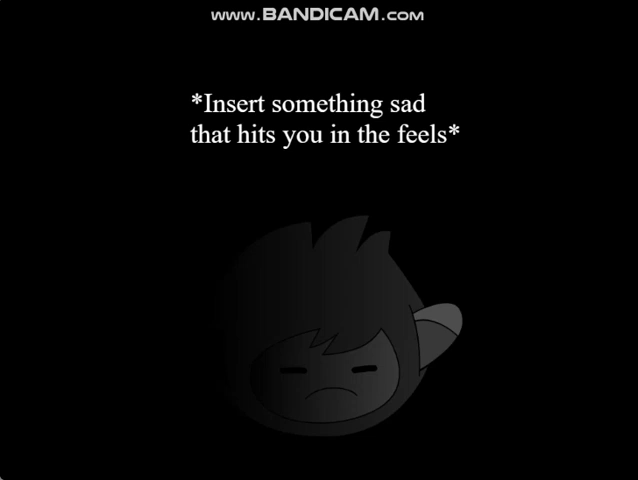 www.BANDICAM.com
*Insert something sad
that hits you in the feels*